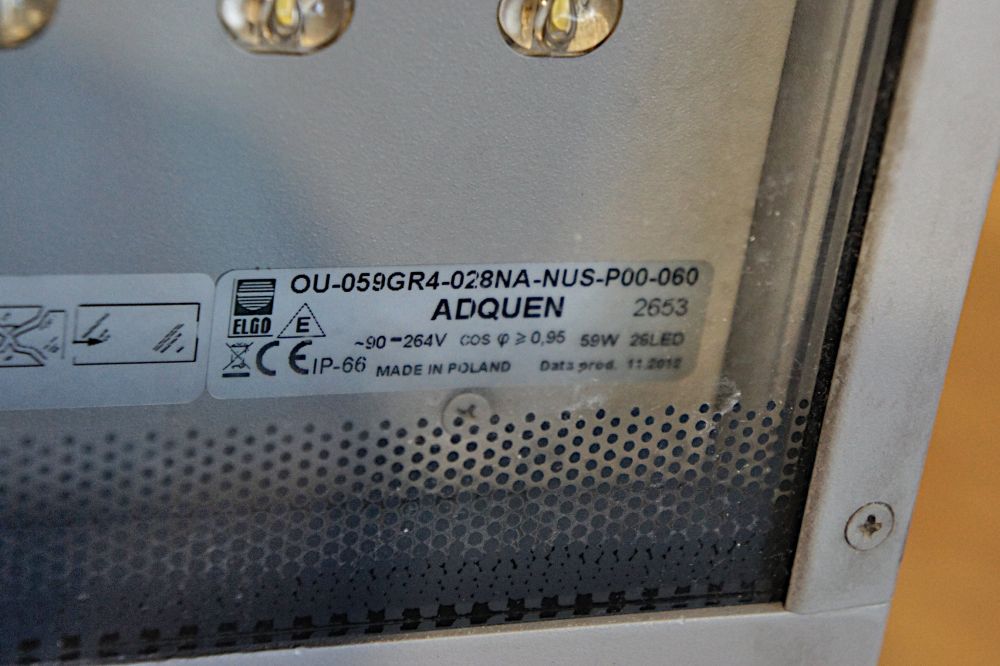 OU-059GR4-028NA-NUS-P00-060
ELGO E ADQUEN 2653
~90-264V cos φ ≥ 0,95 59W 28LED
CE IP-66 MADE IN POLAND Data prod. 11.2012